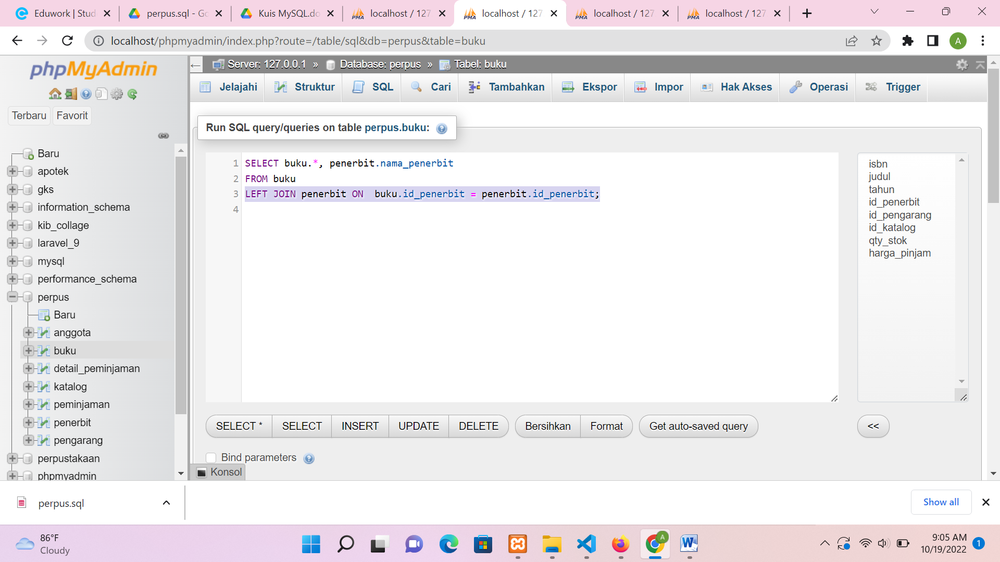 Eduwork | Stud
perpus.sql - Go
Kuis MySQL.do
localhost / 127
localhost / 127
localhost / 127
localhost / 127
localhost/phpmyadmin/index.php?route=/table/sql&db=perpus&table=buku
A
phpMyAdmin
Terbaru
Favorit
Baru
apotek
gks
information_schema
kib_collage
laravel_9
mysql
performance_schema
perpus
Baru
anggota
buku
detail_peminjaman
katalog
peminjaman
penerbit
pengarang
perpustakaan
phpmyadmin
Server: 127.0.0.1 » Database: perpus » Tabel: buku
Jelajahi
Struktur
SQL
Cari
Tambahkan
Ekspor
Impor
Hak Akses
Operasi
Trigger
Run SQL query/queries on table perpus.buku:
1 SELECT buku.*, penerbit.nama_penerbit
2 FROM buku
3 LEFT JOIN penerbit ON  buku.id_penerbit = penerbit.id_penerbit;
4
isbn
judul
tahun
id_penerbit
id_pengarang
id_katalog
qty_stok
harga_pinjam
SELECT *
SELECT
INSERT
UPDATE
DELETE
Bersihkan
Format
Get auto-saved query
<<
Bind parameters
Konsol
perpus.sql
Show all
86°F
Cloudy
A
W
9:05 AM
10/19/2022
1